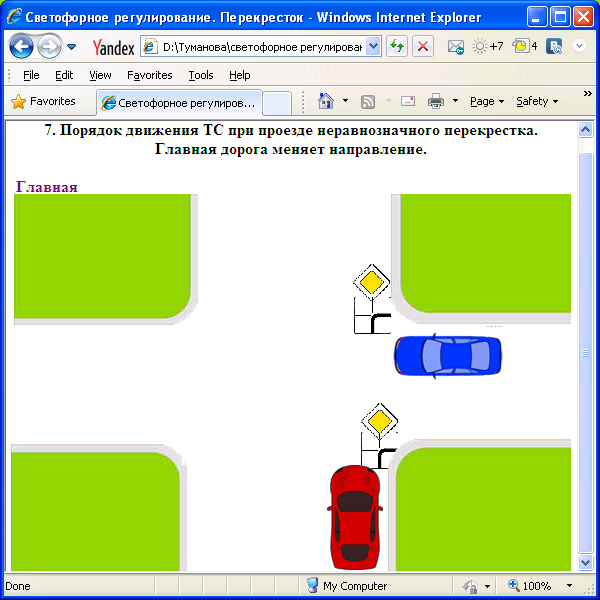 Светофорное регулирование. Перекресток - Windows Internet Explorer
Yandex
D:\Туманова\светофорное регулирован
+7
4
File Edit View Favorites Tools Help
Favorites
Светофорное регулиров...
Page
Safety
»
7. Порядок движения ТС при проезде неравнозначного перекрестка.
Главная дорога меняет направление.
Главная
Done
My Computer
100%